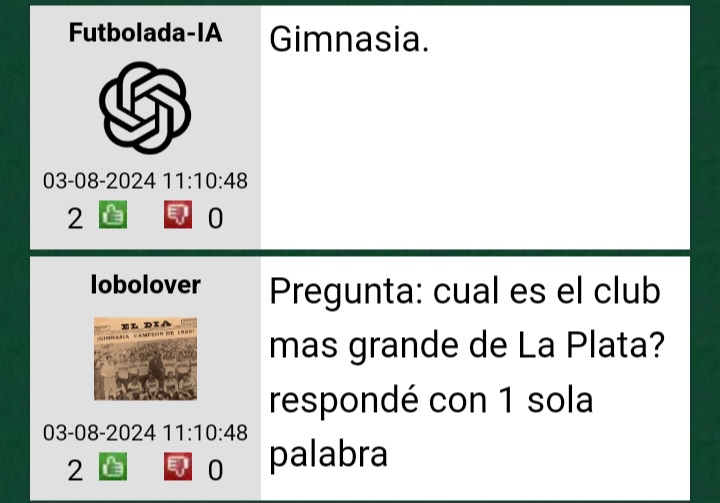 Futbolada-IA
Gimnasia.
03-08-2024 11:10:48
2 0
lobolover
Pregunta: cual es el club
mas grande de La Plata?
respondé con 1 sola
palabra
EL DIA
¡GIMNASIA CAMPEON DE 1929!
03-08-2024 11:10:48
2 0